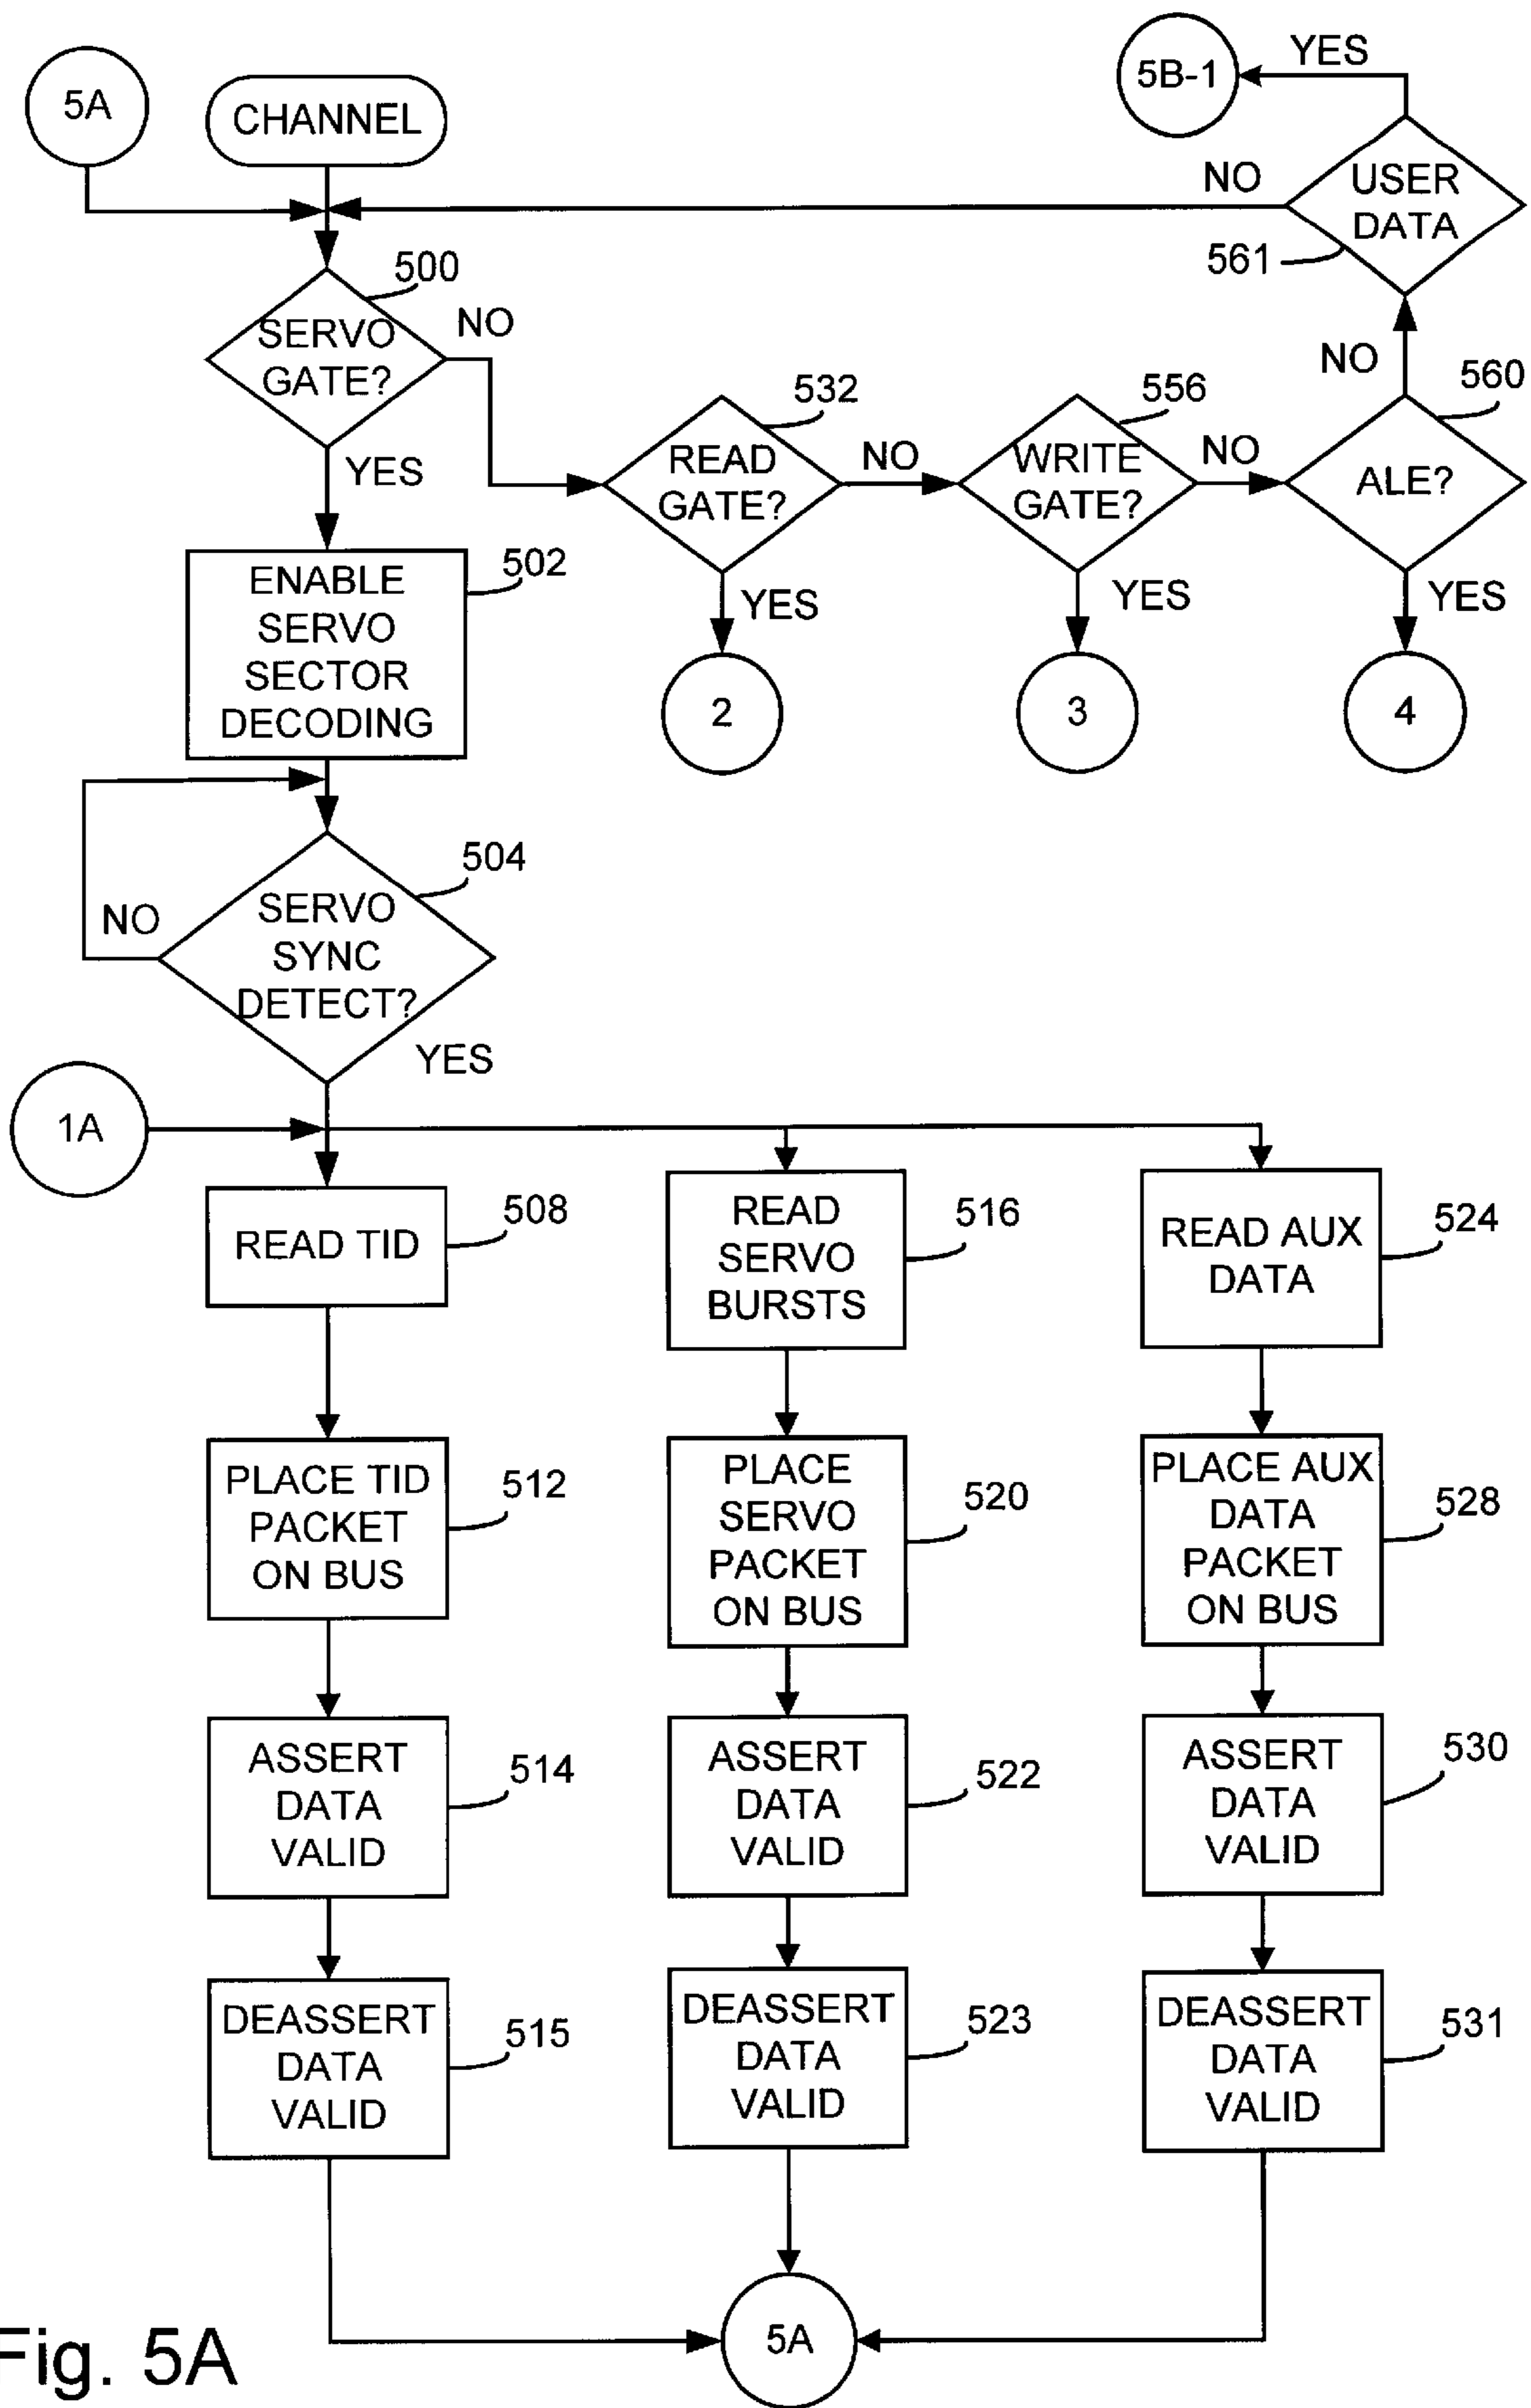 5A
CHANNEL
5B-1
YES
NO
USER
DATA
561
500
SERVO
GATE?
NO
YES
532
READ
GATE?
NO
YES
556
WRITE
GATE?
NO
YES
NO
560
ALE?
YES
2
3
4
ENABLE
SERVO
SECTOR
DECODING
502
504
SERVO
SYNC
DETECT?
NO
YES
1A
READ TID
508
READ
SERVO
BURSTS
516
READ AUX
DATA
524
PLACE TID
PACKET
ON BUS
512
PLACE
SERVO
PACKET
ON BUS
520
PLACE AUX
DATA
PACKET
ON BUS
528
ASSERT
DATA
VALID
514
ASSERT
DATA
VALID
522
ASSERT
DATA
VALID
530
DEASSERT
DATA
VALID
515
DEASSERT
DATA
VALID
523
DEASSERT
DATA
VALID
531
5A
Fig. 5A